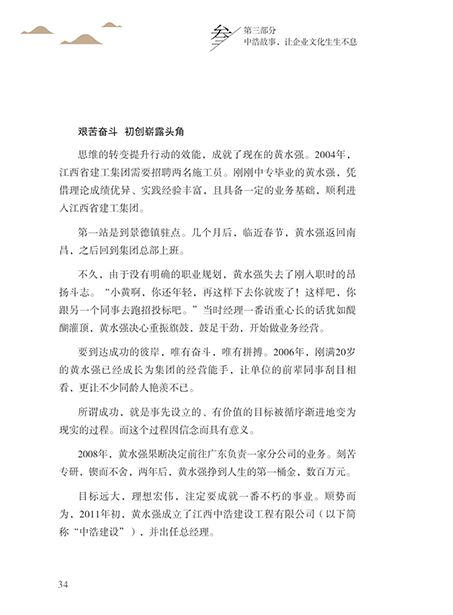 叁
第三部分
中浩故事，让企业文化生生不息
艰苦奋斗 初创崭露头角
思维的转变提升行动的效能，成就了现在的黄水强。2004年，
江西省建工集团需要招聘两名施工员。刚刚中专毕业的黄水强，凭
借理论成绩优异、实践经验丰富，且具备一定的业务基础，顺利进
入江西省建工集团。
第一站是到景德镇驻点。几个月后，临近春节，黄水强返回南
昌，之后回到集团总部上班。
不久，由于没有明确的职业规划，黄水强失去了刚入职时的昂
扬斗志。“小黄啊，你还年轻，再这样下去你就废了！这样吧，你
跟另一个同事去跑招投标吧。”当时经理一番语重心长的话犹如醍
醐灌顶，黄水强决心重振旗鼓，鼓足干劲，开始做业务经营。
要到达成功的彼岸，唯有奋斗，唯有拼搏。2006年，刚满20岁
的黄水强已经成长为集团的经营能手，让单位的前辈同事刮目相
看，更让不少同龄人艳羡不已。
所谓成功，就是事先设立的、有价值的目标被循序渐进地变为
现实的过程。而这个过程因信念而具有意义。
2008年，黄水强果断决定前往广东负责一家分公司的业务。刻苦
专研，锲而不舍，两年后，黄水强挣到人生的第一桶金，数百万元。
目标远大，理想宏伟，注定要成就一番不朽的事业。顺势而
为，2011年初，黄水强成立了江西中浩建设工程有限公司（以下简
称“中浩建设”），并出任总经理。
34